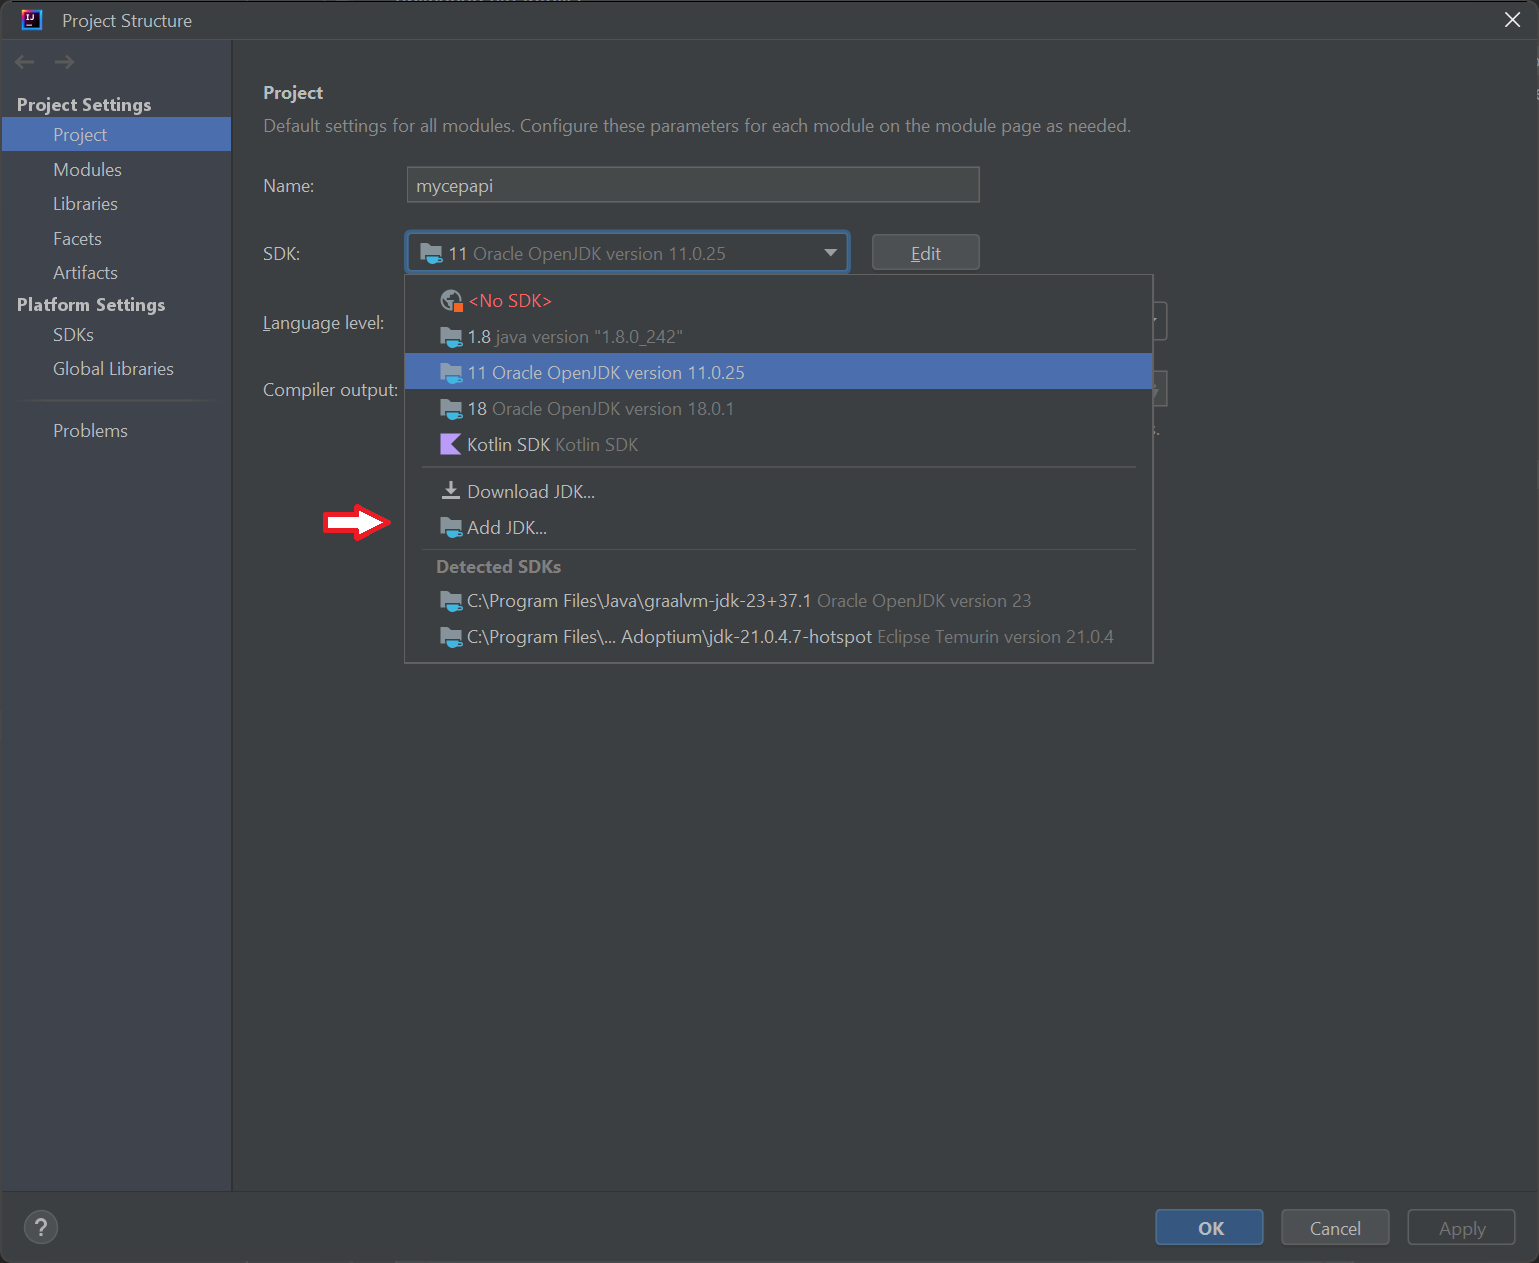 Project Structure
Project Settings
Project
Modules
Libraries
Facets
Artifacts
Platform Settings
SDKs
Global Libraries
Problems
Project
Default settings for all modules. Configure these parameters for each module on the module page as needed.
Name: mycepapi
SDK: 11 Oracle OpenJDK version 11.0.25 Edit
<No SDK>
Language level:
1.8 java version "1.8.0_242"
11 Oracle OpenJDK version 11.0.25
Compiler output:
18 Oracle OpenJDK version 18.0.1
Kotlin SDK Kotlin SDK
Download JDK...
Add JDK...
Detected SDKs
C:\Program Files\Java\graalvm-jdk-23+37.1 Oracle OpenJDK version 23
C:\Program Files\... Adoptium\jdk-21.0.4.7-hotspot Eclipse Temurin version 21.0.4
? OK Cancel Apply